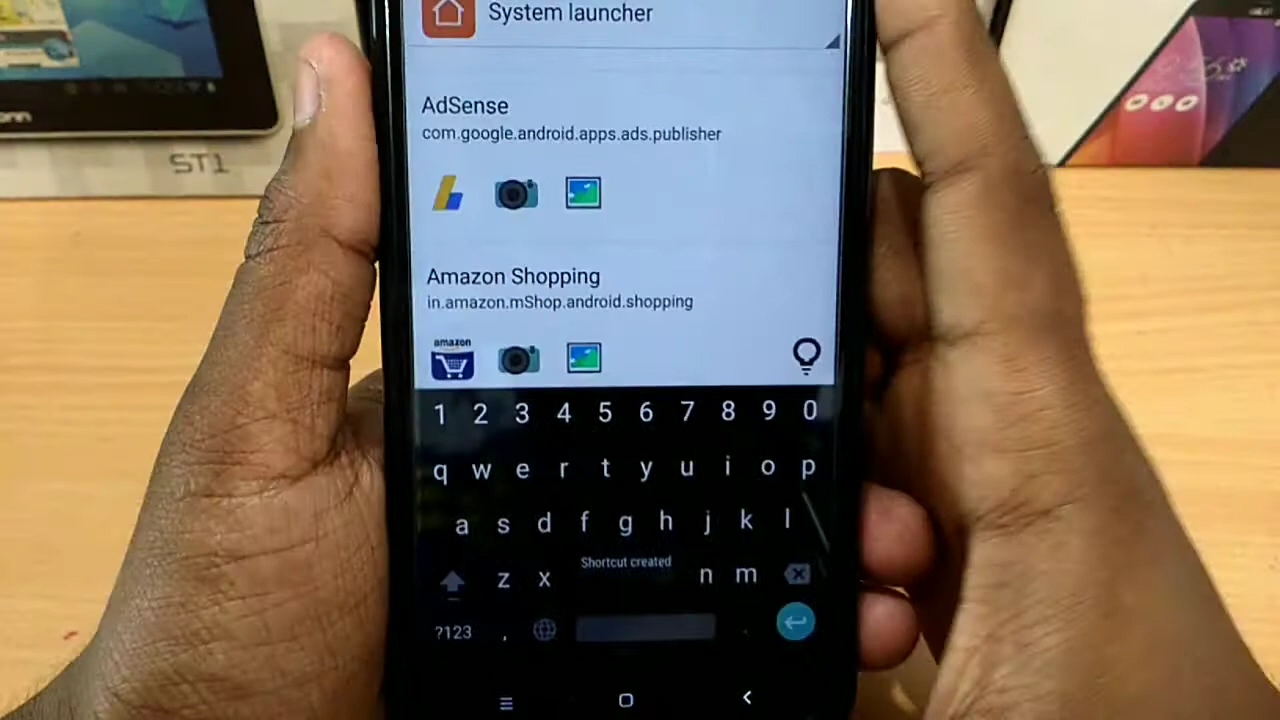 System launcher
AdSense
com.google.android.apps.ads.publisher
ST1
Amazon Shopping
in.amazon.mShop.android.shopping
amazon
1 2 3 4 5 6 7 8 9 0
q w e r t y u i o p
a s d f g h j k l
Shortcut created
z x n m
?123 , .